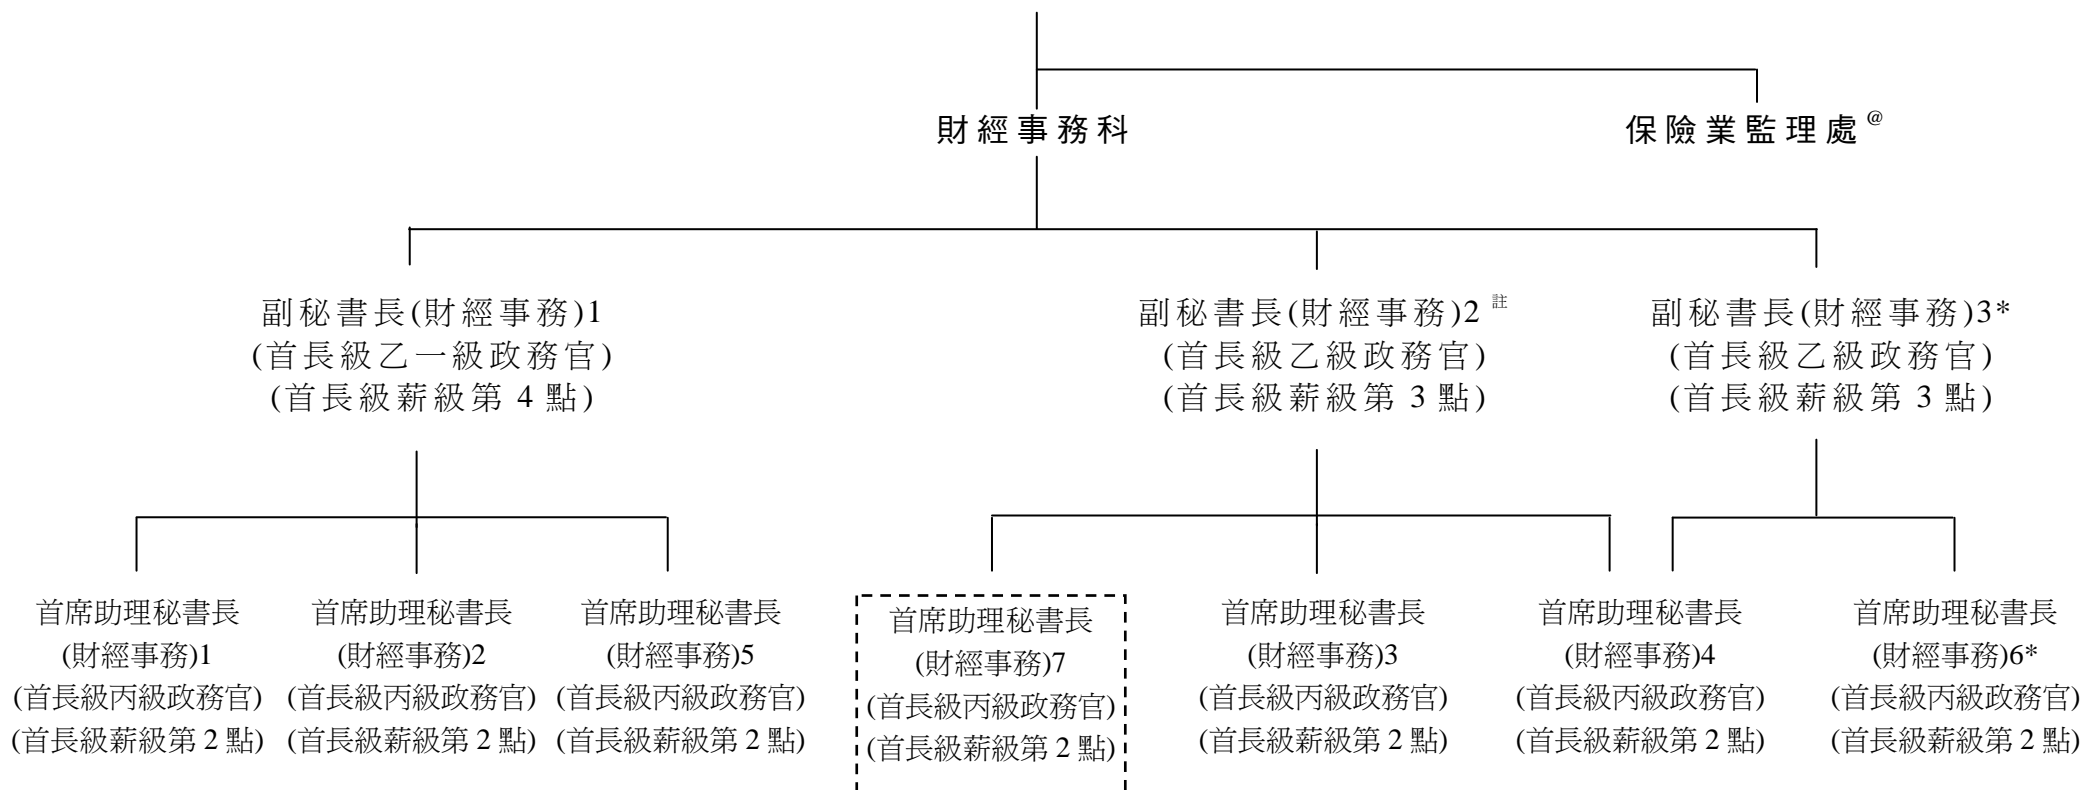 財經事務科
保險業監理處@
副秘書長(財經事務)1
(首長級乙一級政務官)
(首長級薪級第 4 點)
副秘書長(財經事務)2 註
(首長級乙級政務官)
(首長級薪級第 3 點)
副秘書長(財經事務)3*
(首長級乙級政務官)
(首長級薪級第 3 點)
首席助理秘書長
(財經事務)1
(首長級丙級政務官)
(首長級薪級第 2 點)
首席助理秘書長
(財經事務)2
(首長級丙級政務官)
(首長級薪級第 2 點)
首席助理秘書長
(財經事務)5
(首長級丙級政務官)
(首長級薪級第 2 點)
首席助理秘書長
(財經事務)7
(首長級丙級政務官)
(首長級薪級第 2 點)
首席助理秘書長
(財經事務)3
(首長級丙級政務官)
(首長級薪級第 2 點)
首席助理秘書長
(財經事務)4
(首長級丙級政務官)
(首長級薪級第 2 點)
首席助理秘書長
(財經事務)6*
(首長級丙級政務官)
(首長級薪級第 2 點)